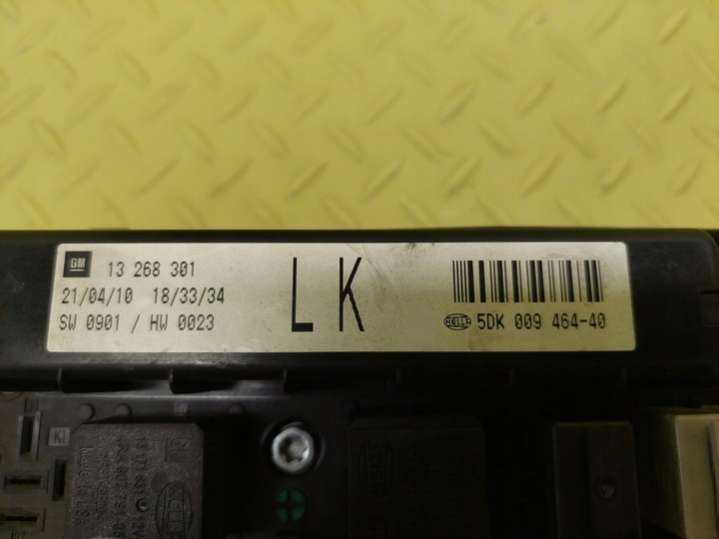 GM 13 268 301
21/04/10 18/33/34
SW 0901 / HW 0023
LK
HELLA 5DK 009 464-40